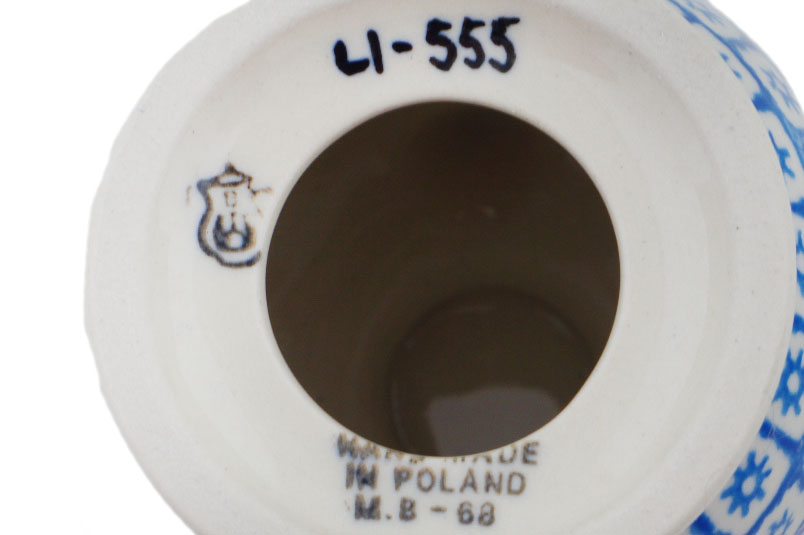 LI-555
HAND MADE
IN POLAND
M.B - 68